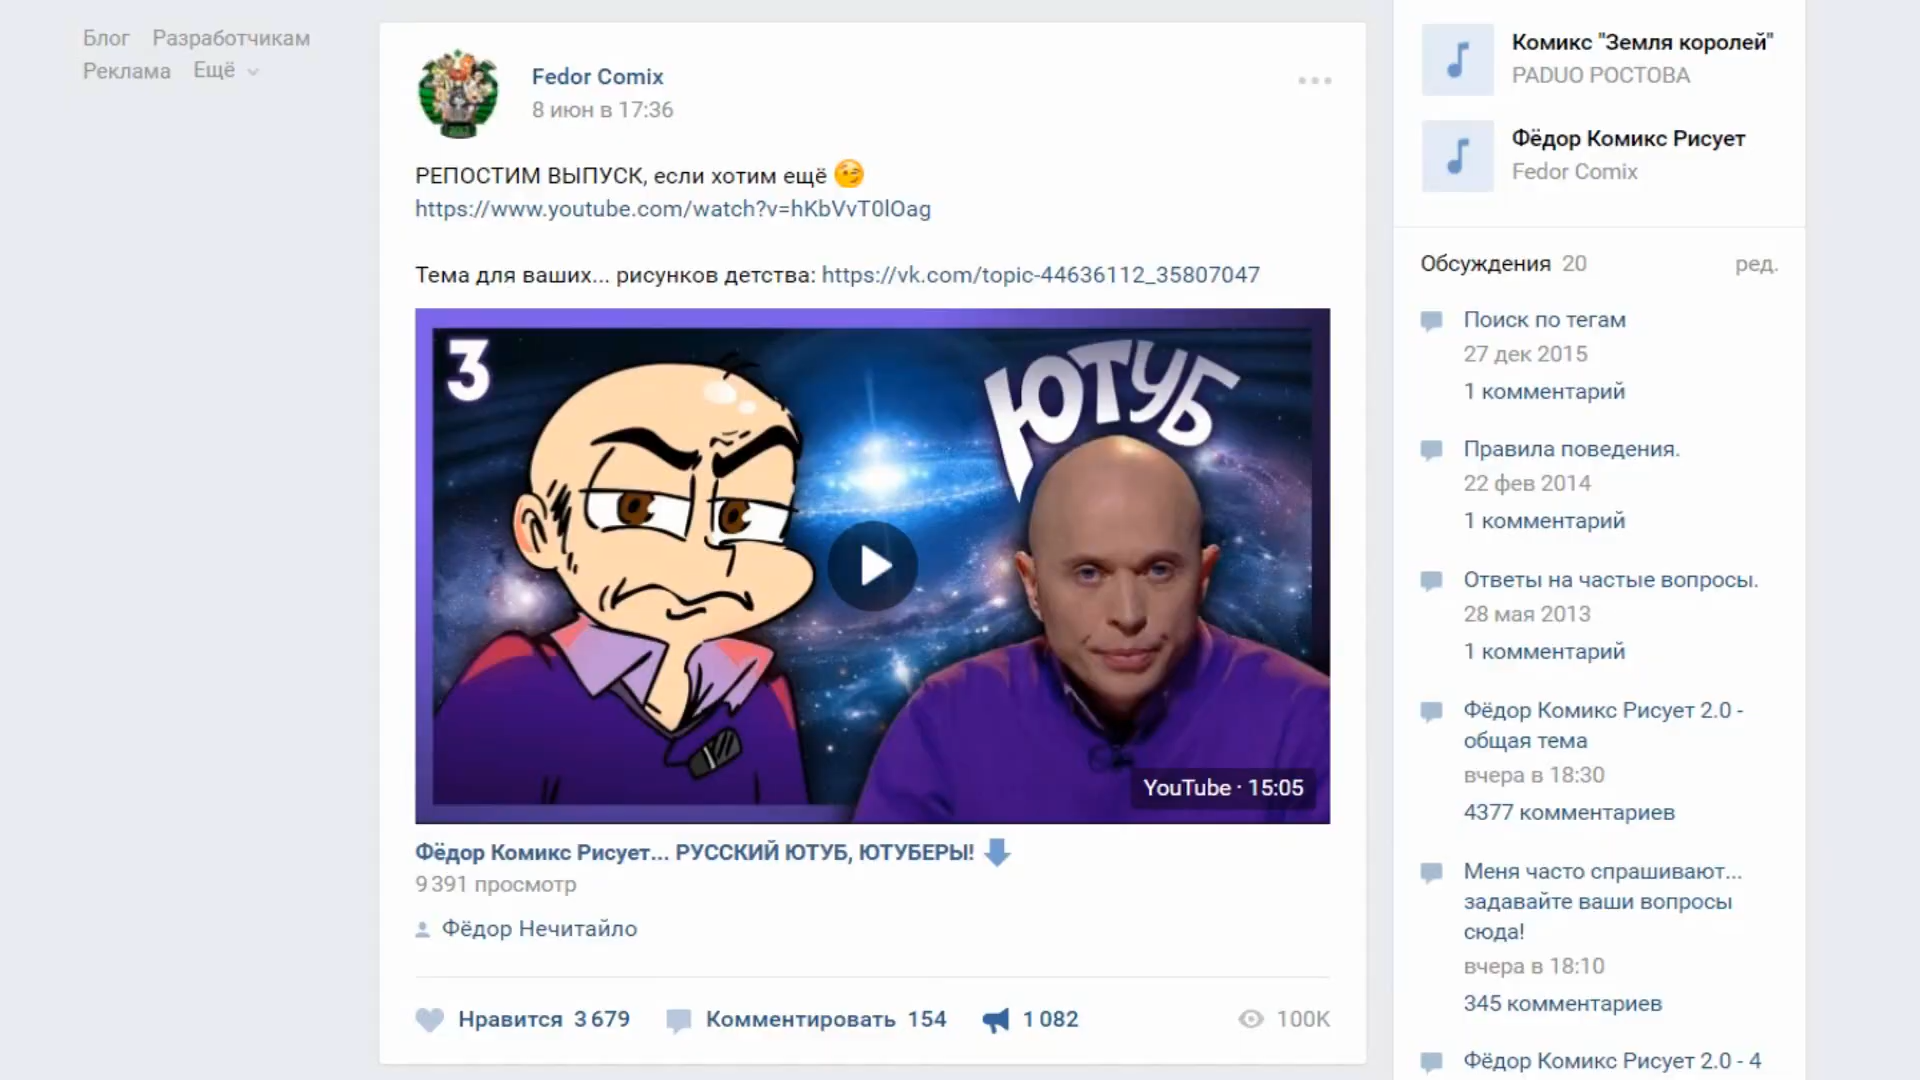 Блог Разработчикам
Реклама Ещё
Fedor Comix
8 июн в 17:36
РЕПОСТИМ ВЫПУСК, если хотим ещё
https://www.youtube.com/watch?v=hKbVvT0lOag
Тема для ваших... рисунков детства: https://vk.com/topic-44636112_35807047
3
ЮТУБ
YouTube · 15:05
Фёдор Комикс Рисует... РУССКИЙ ЮТУБ, ЮТУБЕРЫ!
9 391 просмотр
Фёдор Нечитайло
Нравится 3 679 Комментировать 154 1 082 100K
Комикс "Земля королей"
PADUO РОСТОВА
Фёдор Комикс Рисует
Fedor Comix
Обсуждения 20 ред.
Поиск по тегам
27 дек 2015
1 комментарий
Правила поведения.
22 фев 2014
1 комментарий
Ответы на частые вопросы.
28 мая 2013
1 комментарий
Фёдор Комикс Рисует 2.0 -
общая тема
вчера в 18:30
4377 комментариев
Меня часто спрашивают...
задавайте ваши вопросы
сюда!
вчера в 18:10
345 комментариев
Фёдор Комикс Рисует 2.0 - 4